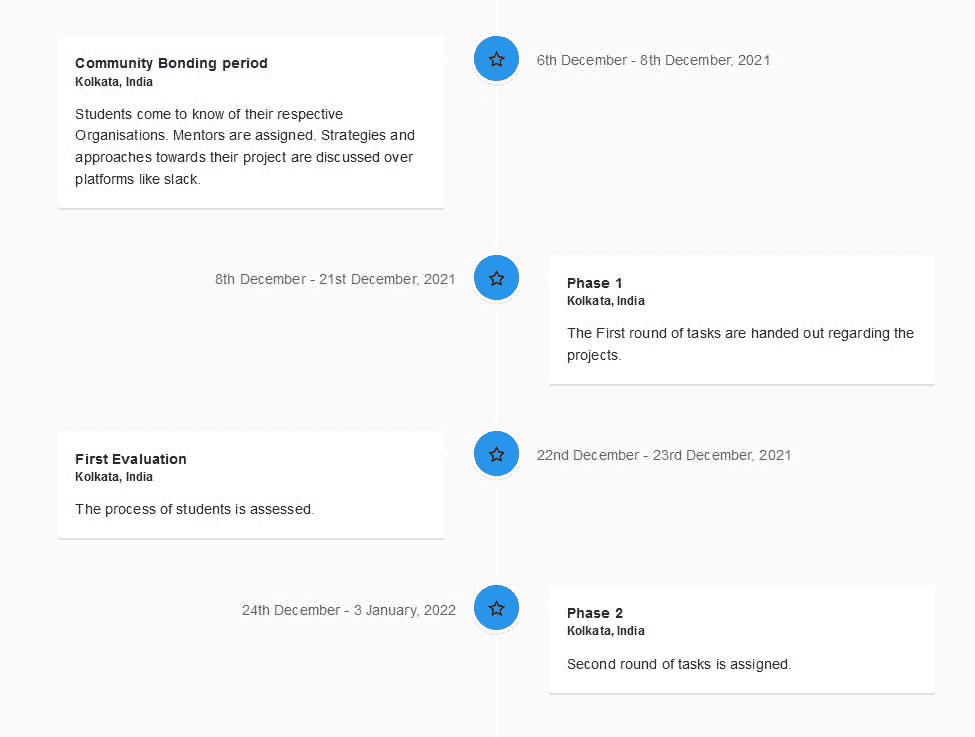 Community Bonding period
Kolkata, India
Students come to know of their respective
Organisations. Mentors are assigned. Strategies and
approaches towards their project are discussed over
platforms like slack.
6th December - 8th December, 2021
8th December - 21st December, 2021
Phase 1
Kolkata, India
The First round of tasks are handed out regarding the
projects.
First Evaluation
Kolkata, India
The process of students is assessed.
22nd December - 23rd December, 2021
24th December - 3 January, 2022
Phase 2
Kolkata, India
Second round of tasks is assigned.